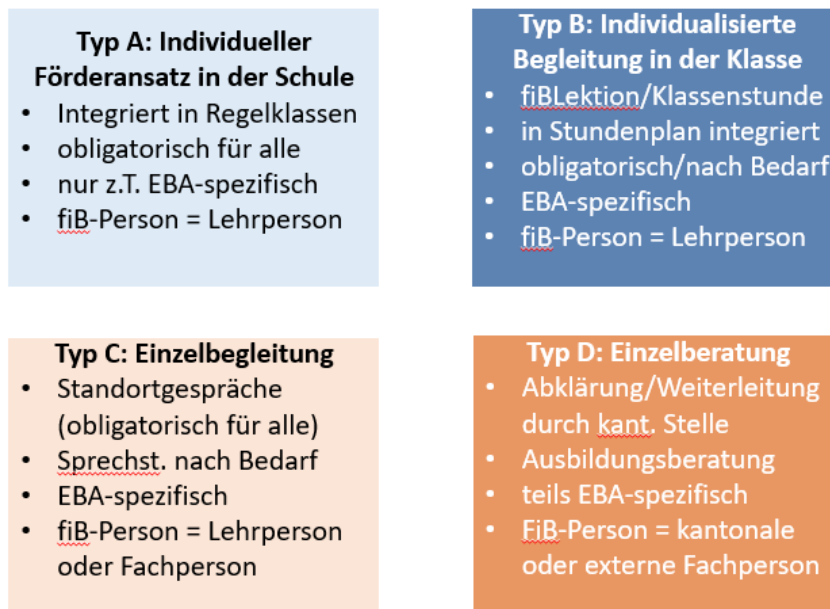 Typ A: Individueller
Förderansatz in der Schule
• Integriert in Regelklassen
• obligatorisch für alle
• nur z.T. EBA-spezifisch
• fiB-Person = Lehrperson
Typ B: Individualisierte
Begleitung in der Klasse
• fiBLektion/Klassenstunde
• in Stundenplan integriert
• obligatorisch/nach Bedarf
• EBA-spezifisch
• fiB-Person = Lehrperson
Typ C: Einzelbegleitung
• Standortgespräche
(obligatorisch für alle)
• Sprechst. nach Bedarf
• EBA-spezifisch
• fiB-Person = Lehrperson
oder Fachperson
Typ D: Einzelberatung
• Abklärung/Weiterleitung
durch kant. Stelle
• Ausbildungsberatung
• teils EBA-spezifisch
• FiB-Person = kantonale
oder externe Fachperson